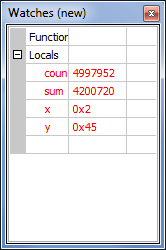 Watches (new)
Function
Locals
coun 4997952
sum 4200720
x 0x2
y 0x45